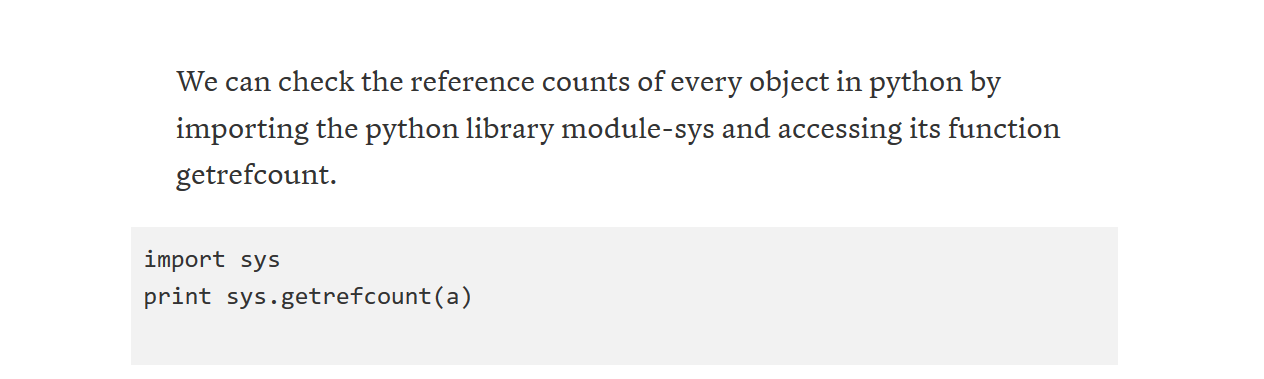 We can check the reference counts of every object in python by
importing the python library module-sys and accessing its function
getrefcount.
import sys
print sys.getrefcount(a)